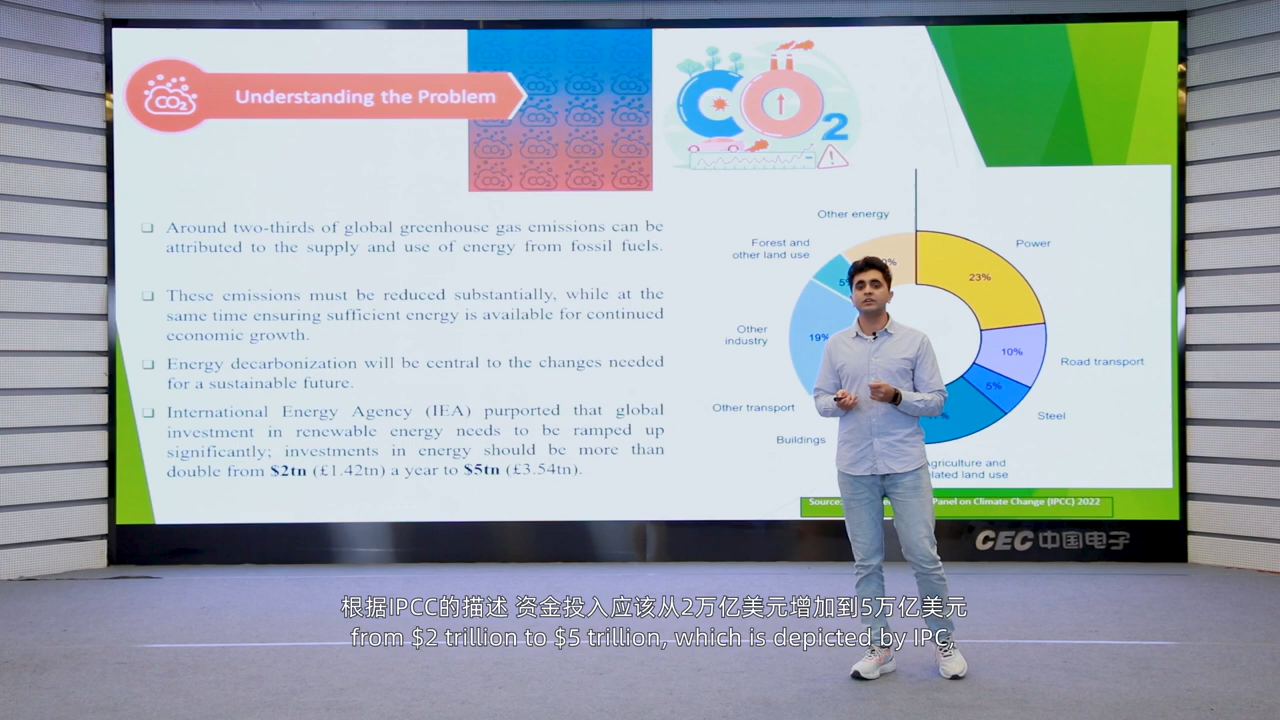 CO₂
Understanding the Problem
CO₂
❑ Around two-thirds of global greenhouse gas emissions can be
attributed to the supply and use of energy from fossil fuels.
❑ These emissions must be reduced substantially, while at the
same time ensuring sufficient energy is available for continued
economic growth.
❑ Energy decarbonization will be central to the changes needed
for a sustainable future.
❑ International Energy Agency (IEA) purported that global
investment in renewable energy needs to be ramped up
significantly; investments in energy should be more than
double from $2tn (£1.42tn) a year to $5tn (£3.54tn).
Other energy
Power
Forest and
other land use
23%
Other
industry
19%
10%
Road transport
5%
Steel
Other transport
Buildings
Agriculture and
land use
Source:
Panel on Climate Change (IPCC) 2022
CEC 中国电子
根据IPCC的描述 资金投入应该从2万亿美元增加到5万亿美元
from $2 trillion to $5 trillion, which is depicted by IPC,